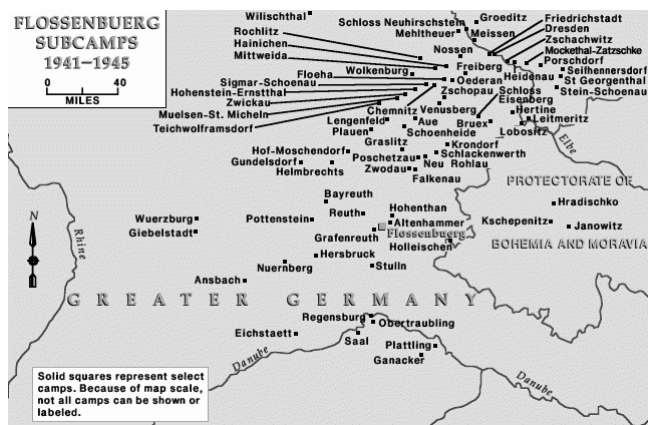 FLOSSENBUERG
SUBCAMPS
1941–1945
0 40
MILES
Wilischthal
Rochlitz
Hainichen
Mittweida
Schloss Neuhirschstein
Mehltheuer
Groeditz
Meissen
Friedrichstadt
Dresden
Zschachwitz
Mockethal-Zatzschke
Porschdorf
Seifhennersdorf
St Georgenthal
Stein-Schoenau
Nossen
Freiberg
Heidenau
Floeha
Wolkenburg
Oederan
Sigmar-Schoenau
Zschopau
Schloss
Eisenberg
Hohenstein-Ernstthal
Hertine
Zwickau
Chemnitz
Venusberg
Leitmeritz
Muelsen-St. Micheln
Lengenfeld
Aue
Bruex
Lobositz
Teichwolframsdorf
Plauen
Schoenheide
Elbe
Graslitz
Krondorf
Hof-Moschendorf
Poschetzau
Schlackenwerth
Gundelsdorf
Neu Rohlau
Helmbrechts
Zwodau
Falkenau
PROTECTORATE OF
Bayreuth
Hradischko
Reuth
Hohenthan
Wuerzburg
Pottenstein
Altenhammer
Kschepenitz
Janowitz
Giebelstadt
Flossenbuerg
Grafenreuth
Holleischen
BOHEMIA AND MORAVIA
N
Rhine
Hersbruck
Nuernberg
Stulln
Ansbach
GREATER GERMANY
Regensburg
Obertraubling
Eichstaett
Saal
Plattling
Ganacker
Danube
Danube
Solid squares represent select
camps. Because of map scale,
not all camps can be shown or
labeled.